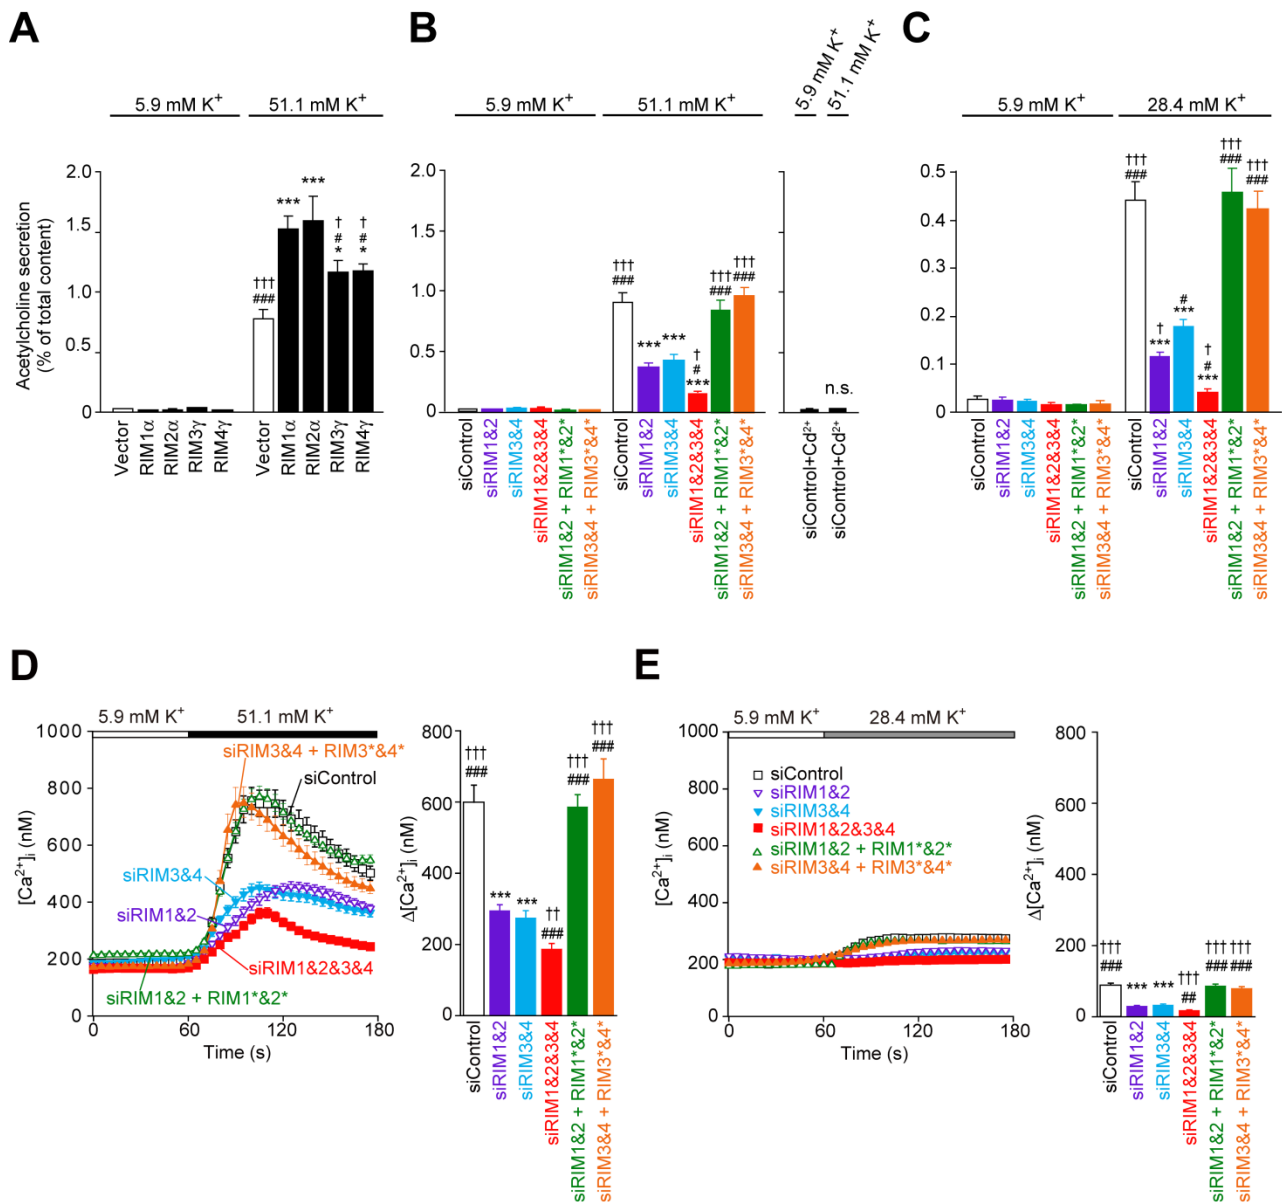 A
5.9 mM K+
51.1 mM K+
Acetylcholine secretion
(% of total content)
2.0
1.5
1.0
0.5
0
†††
###
***
***
†
#
*
†
#
*
Vector
RIM1α
RIM2α
RIM3γ
RIM4γ
Vector
RIM1α
RIM2α
RIM3γ
RIM4γ
B
5.9 mM K+
51.1 mM K+
5.9 mM K+
51.1 mM K+
2.0
1.5
1.0
0.5
0
†††
###
***
***
†
#
***
†††
###
†††
###
n.s.
siControl
siRIM1&2
siRIM3&4
siRIM1&2&3&4
siRIM1&2 + RIM1*&2*
siRIM3&4 + RIM3*&4*
siControl
siRIM1&2
siRIM3&4
siRIM1&2&3&4
siRIM1&2 + RIM1*&2*
siRIM3&4 + RIM3*&4*
siControl+Cd2+
siControl+Cd2+
C
5.9 mM K+
28.4 mM K+
0.5
0.4
0.3
0.2
0.1
0
†††
###
†
***
#
***
†
#
***
†††
###
†††
###
siControl
siRIM1&2
siRIM3&4
siRIM1&2&3&4
siRIM1&2 + RIM1*&2*
siRIM3&4 + RIM3*&4*
siControl
siRIM1&2
siRIM3&4
siRIM1&2&3&4
siRIM1&2 + RIM1*&2*
siRIM3&4 + RIM3*&4*
D
5.9 mM K+
51.1 mM K+
[Ca2+]i (nM)
1000
800
600
400
200
0
siRIM3&4 + RIM3*&4*
siControl
siRIM3&4
siRIM1&2
siRIM1&2&3&4
siRIM1&2 + RIM1*&2*
0
60
120
180
Time (s)
Δ[Ca2+]i (nM)
800
600
400
200
0
†††
###
***
***
††
###
†††
###
†††
###
siControl
siRIM1&2
siRIM3&4
siRIM1&2&3&4
siRIM1&2 + RIM1*&2*
siRIM3&4 + RIM3*&4*
E
5.9 mM K+
28.4 mM K+
[Ca2+]i (nM)
1000
800
600
400
200
0
siControl
siRIM1&2
siRIM3&4
siRIM1&2&3&4
siRIM1&2 + RIM1*&2*
siRIM3&4 + RIM3*&4*
0
60
120
180
Time (s)
Δ[Ca2+]i (nM)
800
600
400
200
0
†††
###
***
***
†††
##
†††
###
†††
###
siControl
siRIM1&2
siRIM3&4
siRIM1&2&3&4
siRIM1&2 + RIM1*&2*
siRIM3&4 + RIM3*&4*